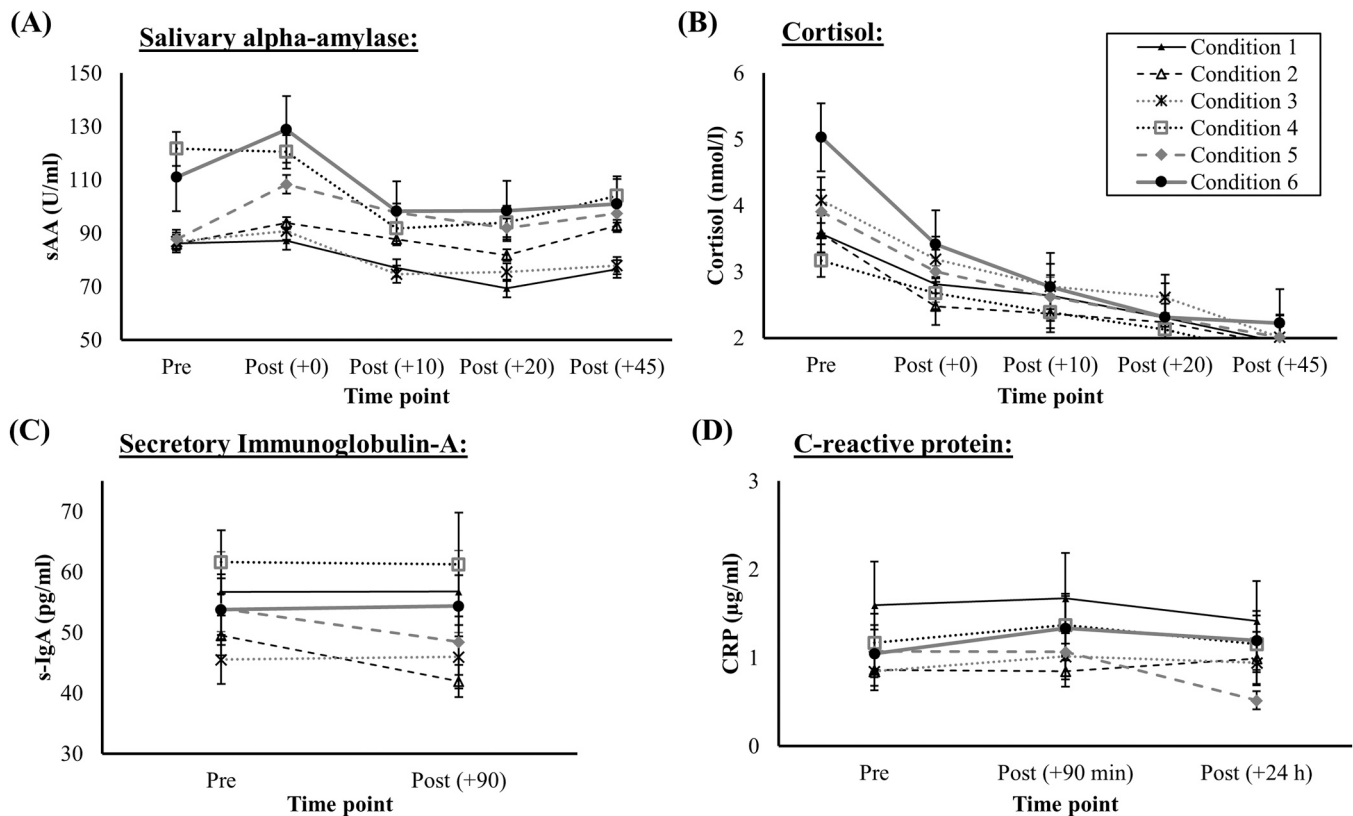 (A)
Salivary alpha-amylase:
150
130
110
90
70
50
sAA (U/ml)
Pre Post (+0) Post (+10) Post (+20) Post (+45)
Time point
(B)
Cortisol:
6
5
4
3
2
Cortisol (nmol/l)
Pre Post (+0) Post (+10) Post (+20) Post (+45)
Time point
Condition 1
Condition 2
Condition 3
Condition 4
Condition 5
Condition 6
(C)
Secretory Immunoglobulin-A:
70
60
50
40
30
s-IgA (pg/ml)
Pre Post (+90)
Time point
(D)
C-reactive protein:
3
2
1
0
CRP (µg/ml)
Pre Post (+90 min) Post (+24 h)
Time point